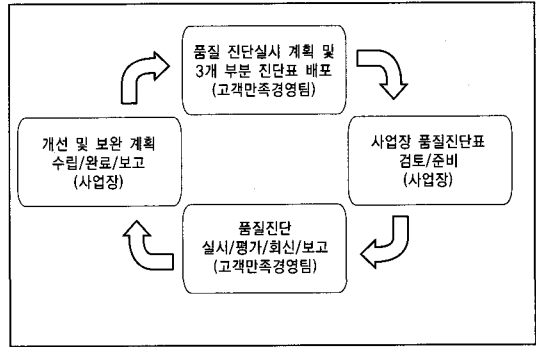 품질 진단실시 계획 및
3개 부분 진단표 배포
(고객만족경영팀)
사업장 품질진단표
검토/준비
(사업장)
품질진단
실시/평가/회신/보고
(고객만족경영팀)
개선 및 보완 계획
수립/완료/보고
(사업장)